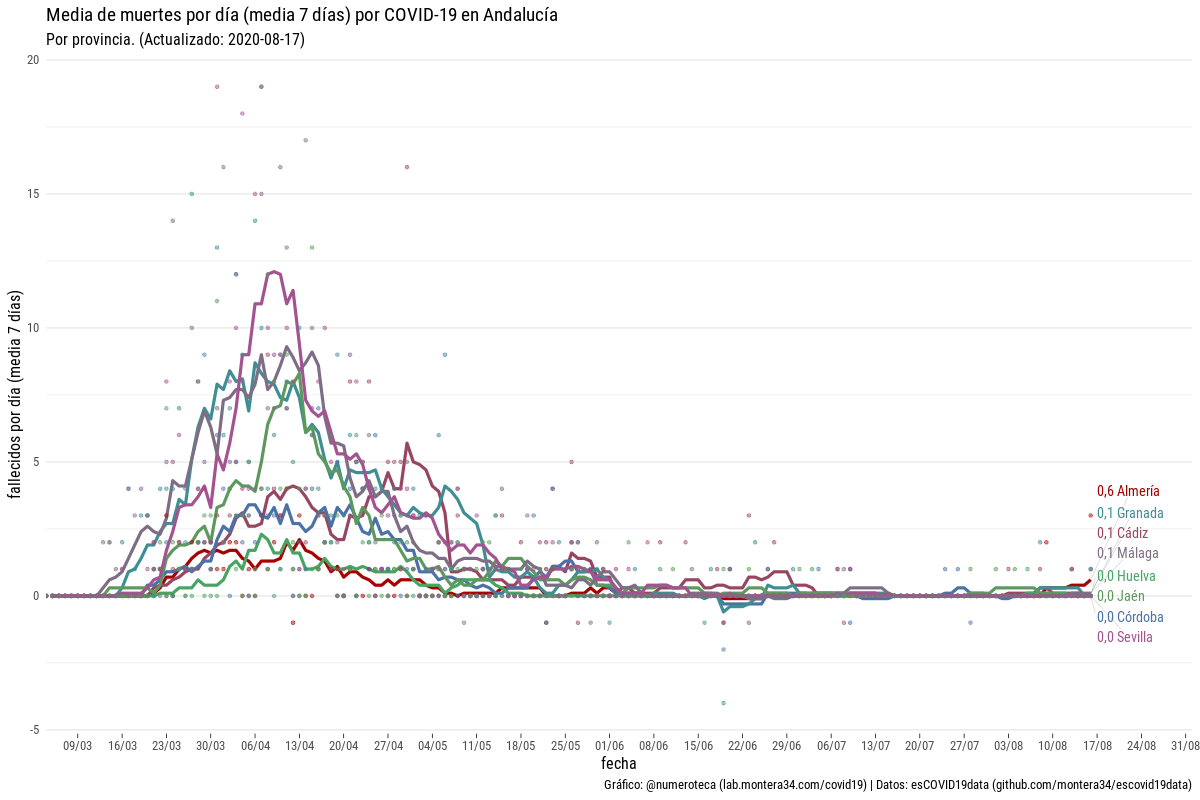 Media de muertes por día (media 7 días) por COVID-19 en Andalucía
Por provincia. (Actualizado: 2020-08-17)
20
15
10
5
0
-5
fallecidos por día (media 7 días)
0,6 Almería
0,1 Granada
0,1 Cádiz
0,1 Málaga
0,0 Huelva
0,0 Jaén
0,0 Córdoba
0,0 Sevilla
09/03 16/03 23/03 30/03 06/04 13/04 20/04 27/04 04/05 11/05 18/05 25/05 01/06 08/06 15/06 22/06 29/06 06/07 13/07 20/07 27/07 03/08 10/08 17/08 24/08 31/08
fecha
Gráfico: @numeroteca (lab.montera34.com/covid19) | Datos: esCOVID19data (github.com/montera34/escovid19data)